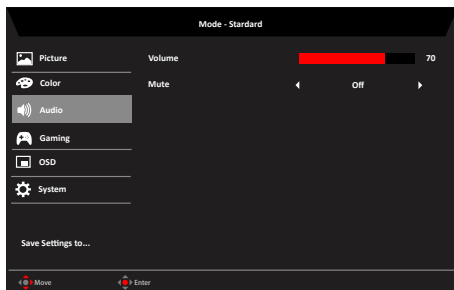 Mode - Stardard
Picture
Volume 70
Color
Mute Off
Audio
Gaming
OSD
System
Save Settings to...
Move Enter